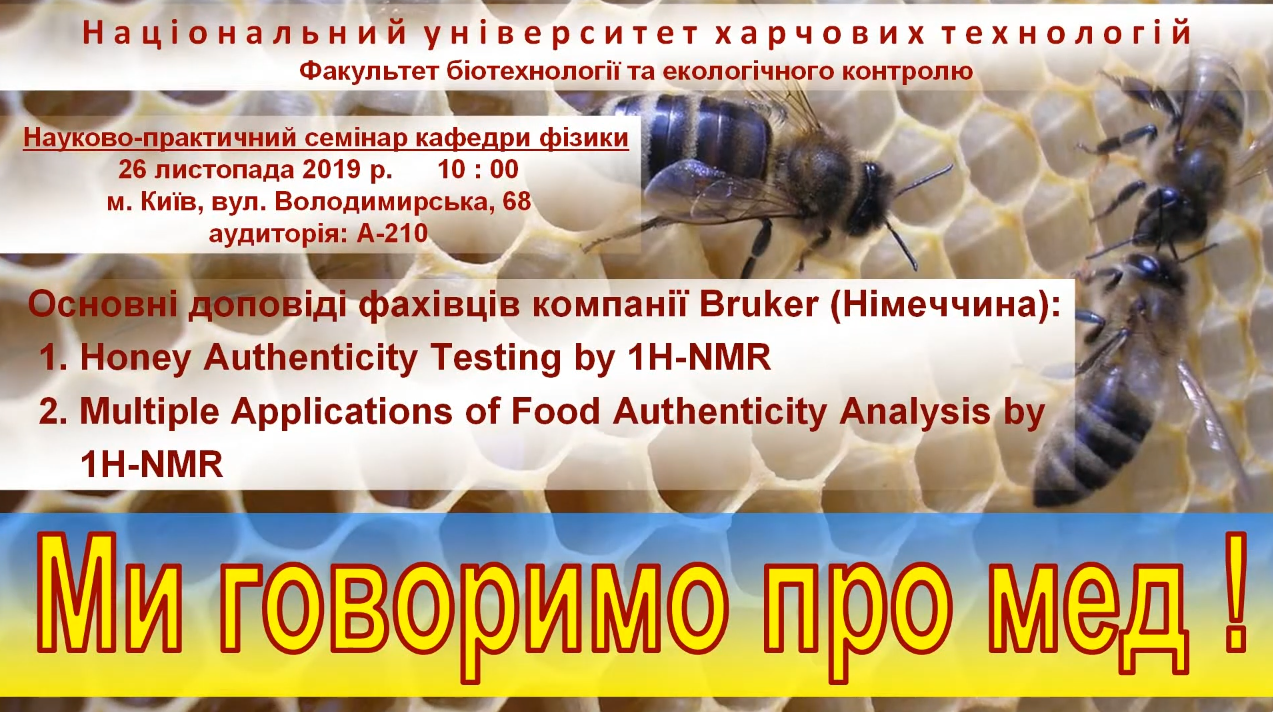 Національний університет харчових технологій
Факультет біотехнології та екологічного контролю
Науково-практичний семінар кафедри фізики
26 листопада 2019 р. 10 : 00
м. Київ, вул. Володимирська, 68
аудиторія: А-210
Основні доповіді фахівців компанії Bruker (Німеччина):
1. Honey Authenticity Testing by 1H-NMR
2. Multiple Applications of Food Authenticity Analysis by
1H-NMR
Ми говоримо про мед !